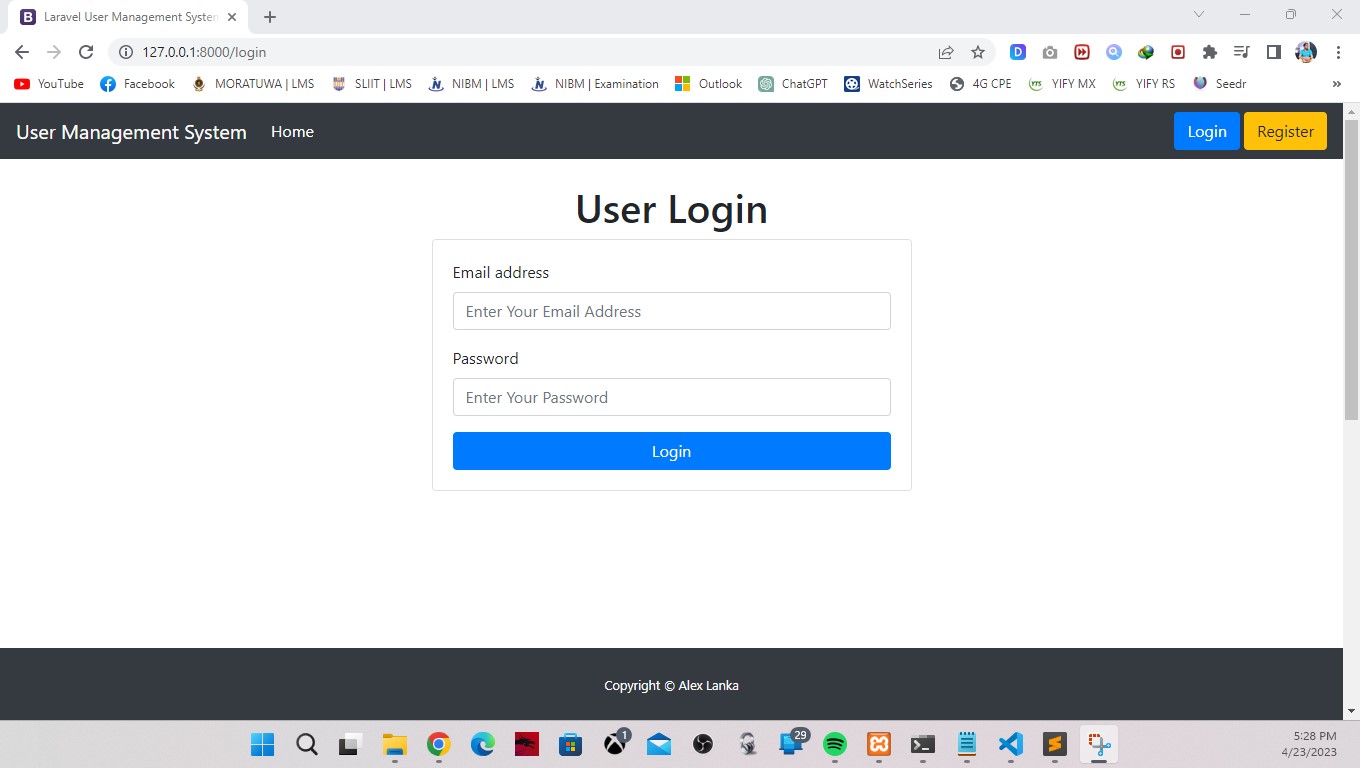 Laravel User Management System
127.0.0.1:8000/login
YouTube Facebook MORATUWA | LMS SLIIT | LMS NIBM | LMS NIBM | Examination Outlook ChatGPT WatchSeries 4G CPE YIFY MX YIFY RS Seedr
User Management System Home Login Register
User Login
Email address
Enter Your Email Address
Password
Enter Your Password
Login
Copyright © Alex Lanka
1 29 5:28 PM
4/23/2023